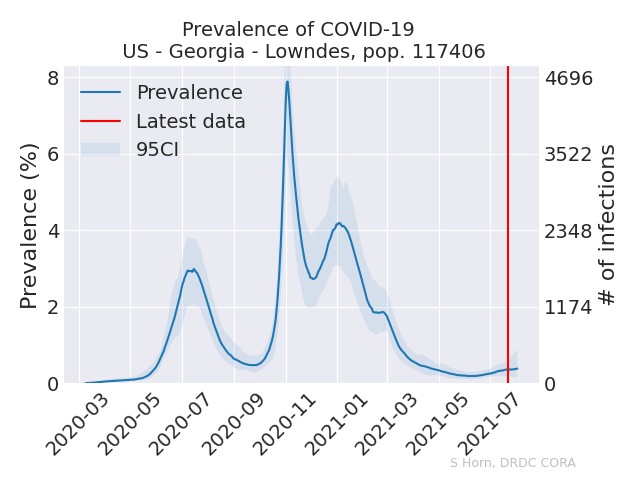 Prevalence of COVID-19
US - Georgia - Lowndes, pop. 117406
Prevalence
Latest data
95CI
Prevalence (%)
8
6
4
2
0
# of infections
4696
3522
2348
1174
0
2020-03
2020-05
2020-07
2020-09
2020-11
2021-01
2021-03
2021-05
2021-07
S Horn, DRDC CORA